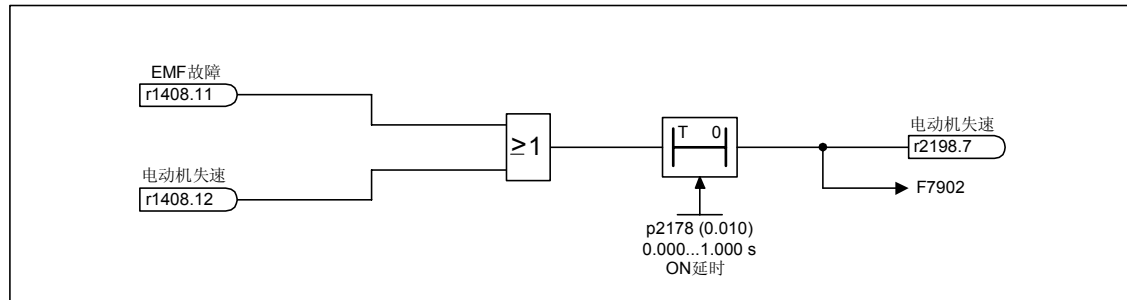 EMF故障
r1408.11
电动机失速
r1408.12
≥1
T 0
p2178 (0.010)
0.000...1.000 s
ON延时
电动机失速
r2198.7
F7902